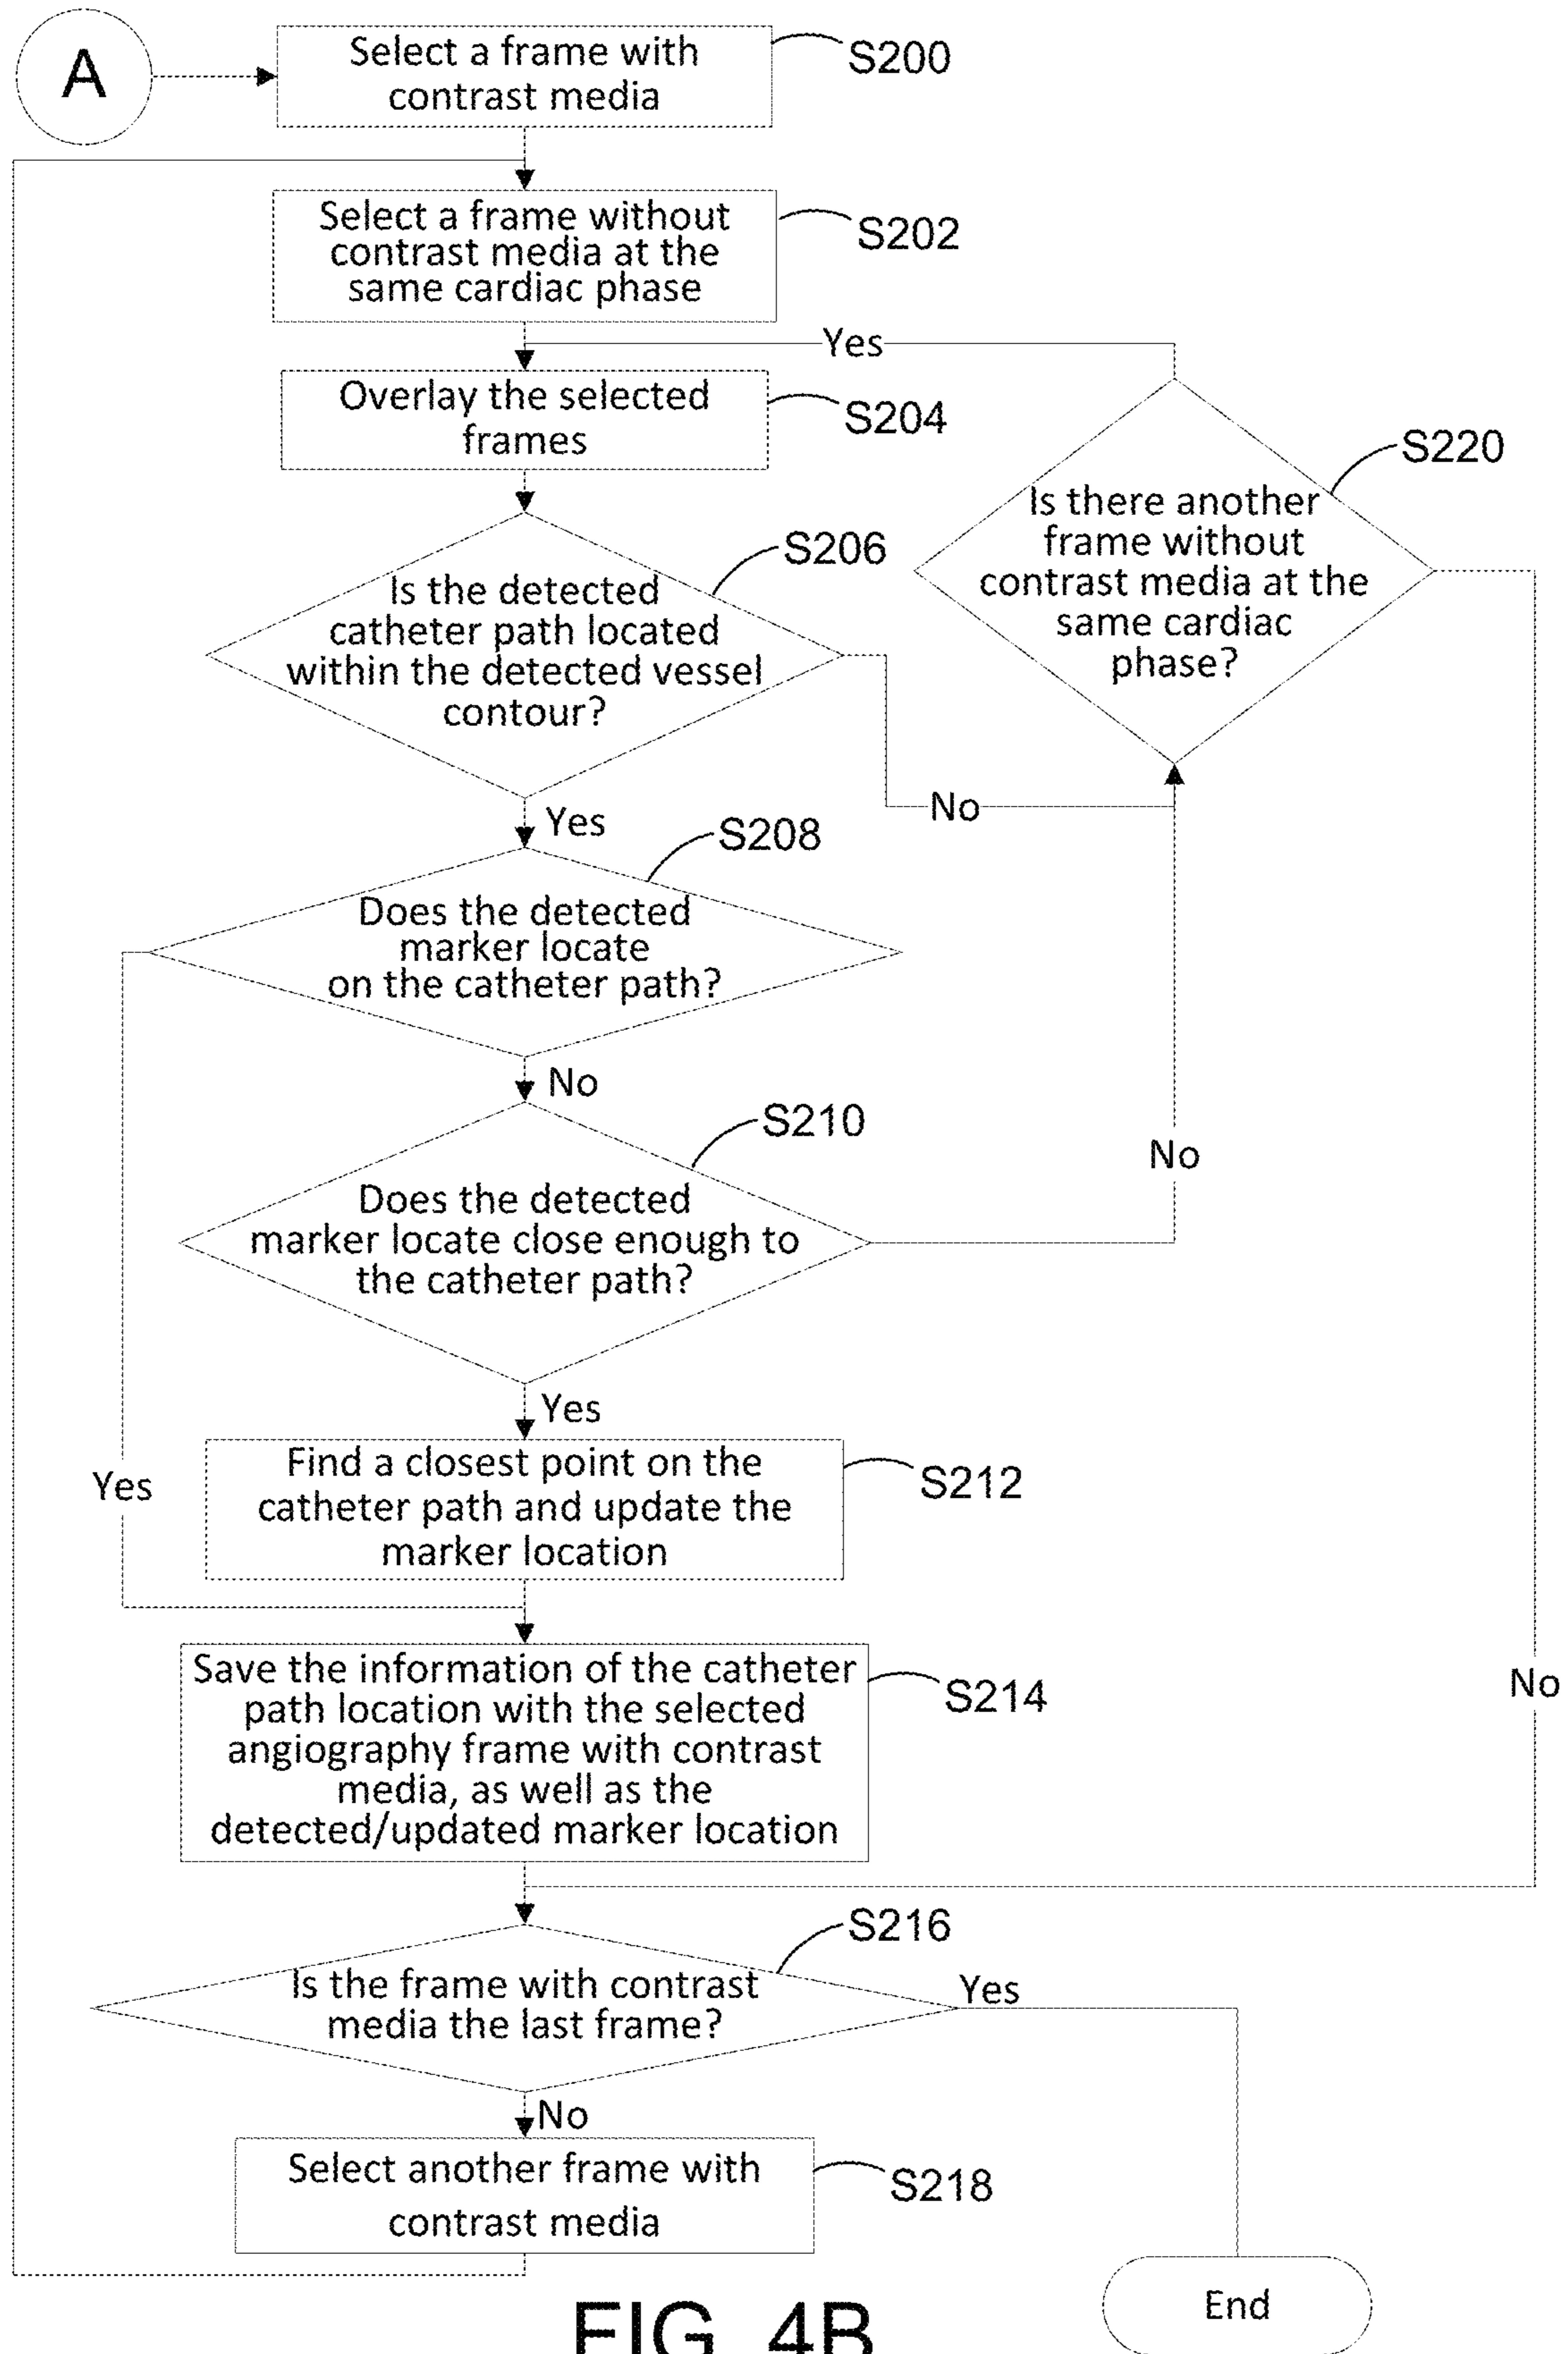 A
Select a frame with
contrast media
S200
Select a frame without
contrast media at the
same cardiac phase
S202
Yes
Overlay the selected
frames
S204
S220
Is there another
frame without
contrast media at the
same cardiac
phase?
S206
Is the detected
catheter path located
within the detected vessel
contour?
No
Yes
S208
Does the detected
marker locate
on the catheter path?
No
S210
No
Does the detected
marker locate close enough to
the catheter path?
Yes
Find a closest point on the
catheter path and update the
marker location
S212
Yes
Save the information of the catheter
path location with the selected
angiography frame with contrast
media, as well as the
detected/updated marker location
S214
No
S216
Is the frame with contrast
media the last frame?
Yes
No
Select another frame with
contrast media
S218
End
FIG. 4B